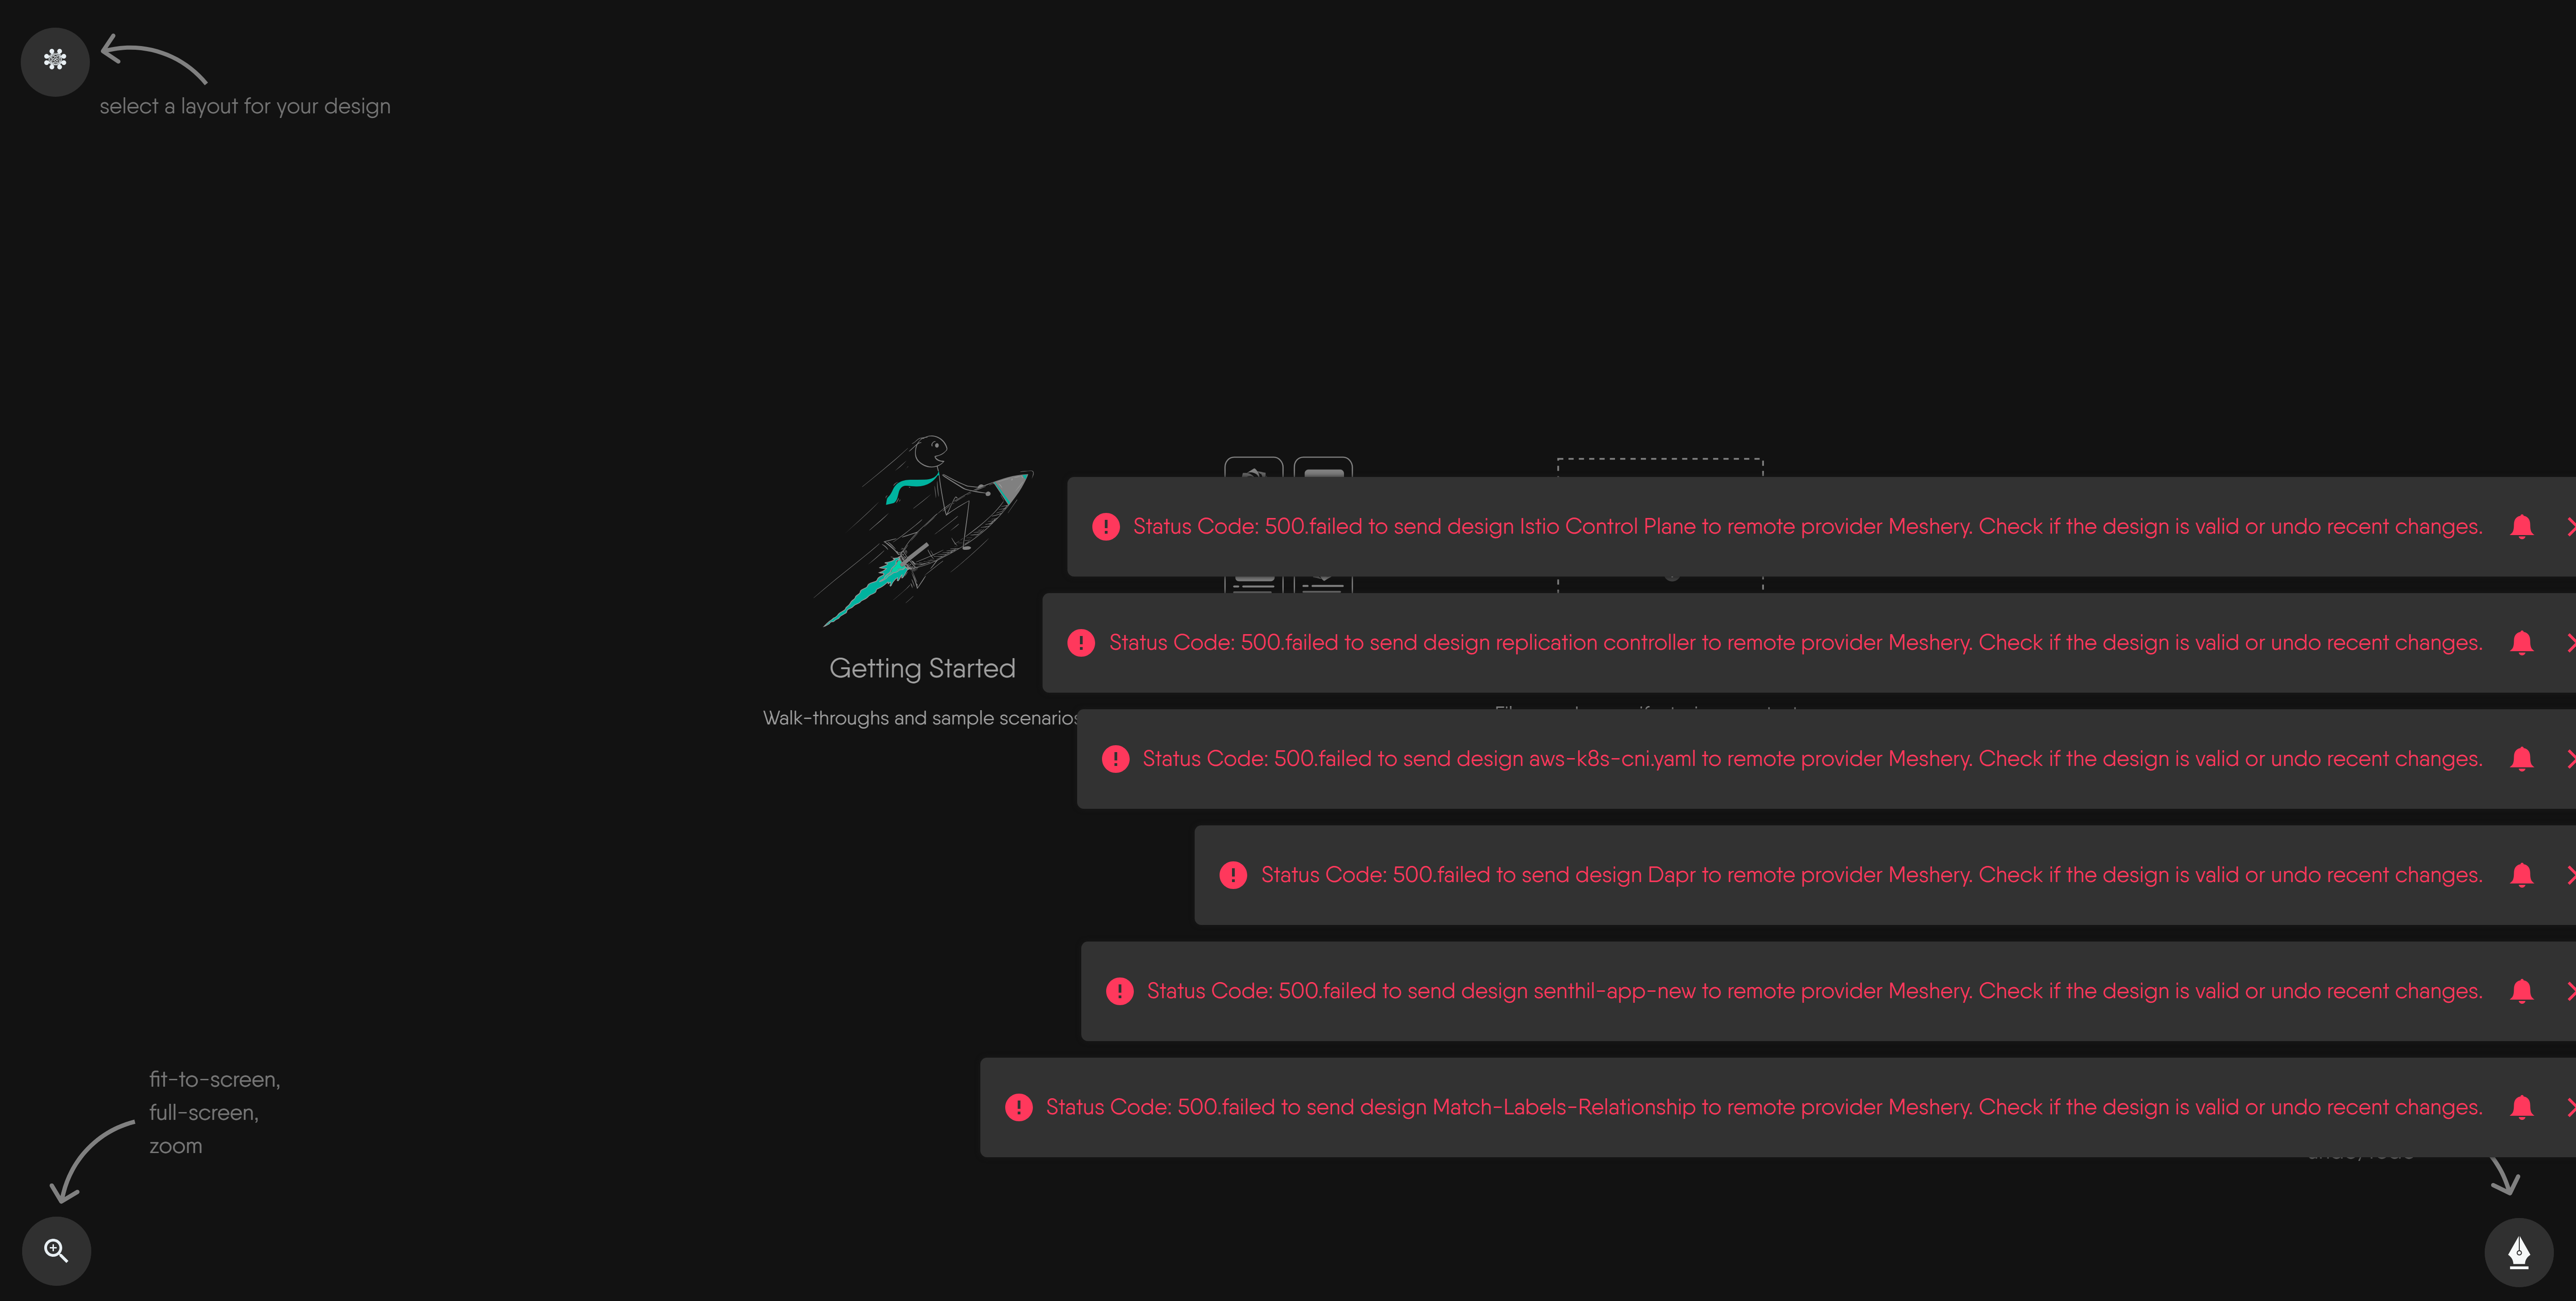 select a layout for your design
Status Code: 500.failed to send design Istio Control Plane to remote provider Meshery. Check if the design is valid or undo recent changes.
Status Code: 500.failed to send design replication controller to remote provider Meshery. Check if the design is valid or undo recent changes.
Getting Started
Walk-throughs and sample scenarios
Status Code: 500.failed to send design aws-k8s-cni.yaml to remote provider Meshery. Check if the design is valid or undo recent changes.
Status Code: 500.failed to send design Dapr to remote provider Meshery. Check if the design is valid or undo recent changes.
Status Code: 500.failed to send design senthil-app-new to remote provider Meshery. Check if the design is valid or undo recent changes.
Status Code: 500.failed to send design Match-Labels-Relationship to remote provider Meshery. Check if the design is valid or undo recent changes.
fit-to-screen,
full-screen,
zoom